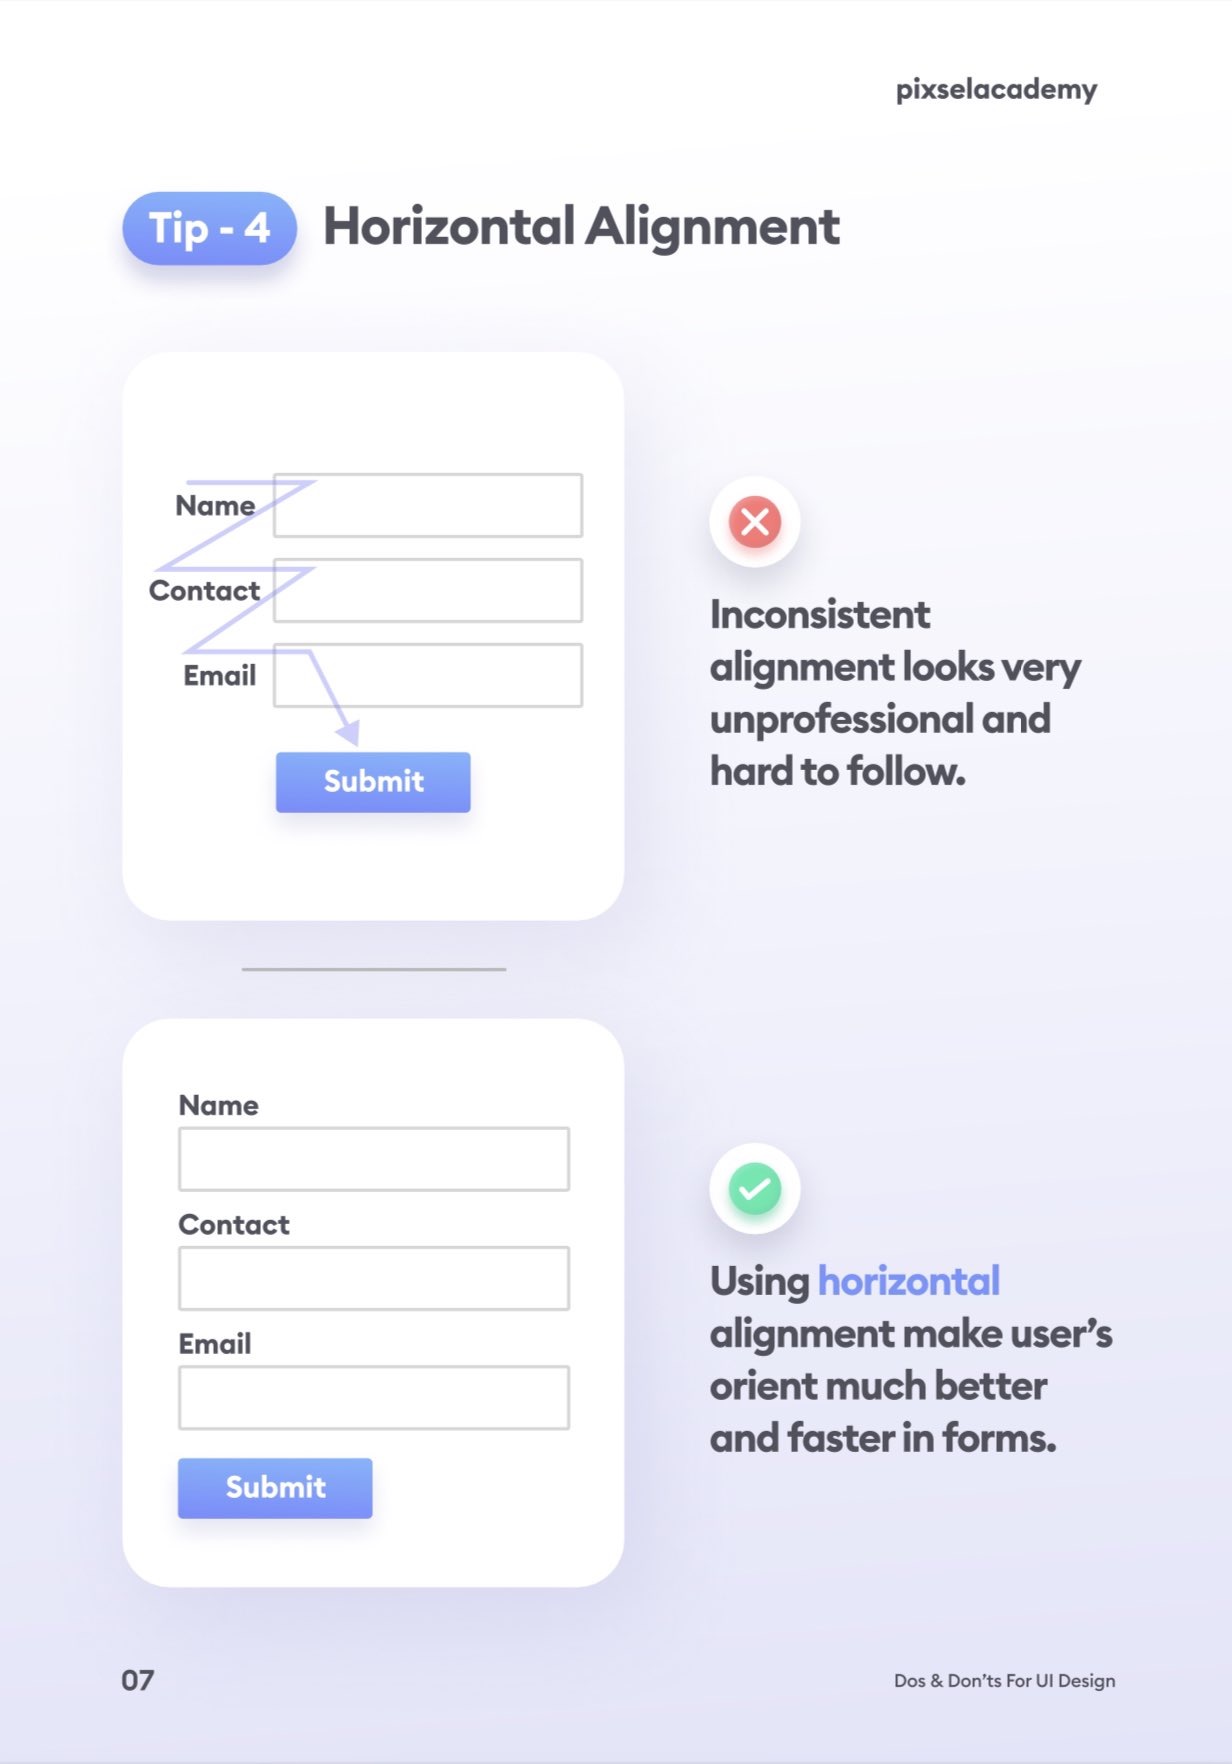 pixselacademy
Tip - 4
Horizontal Alignment
Name
Contact
Email
Submit
Inconsistent
alignment looks very
unprofessional and
hard to follow.
Name
Contact
Email
Submit
Using horizontal
alignment make user’s
orient much better
and faster in forms.
07
Dos & Don’ts For UI Design